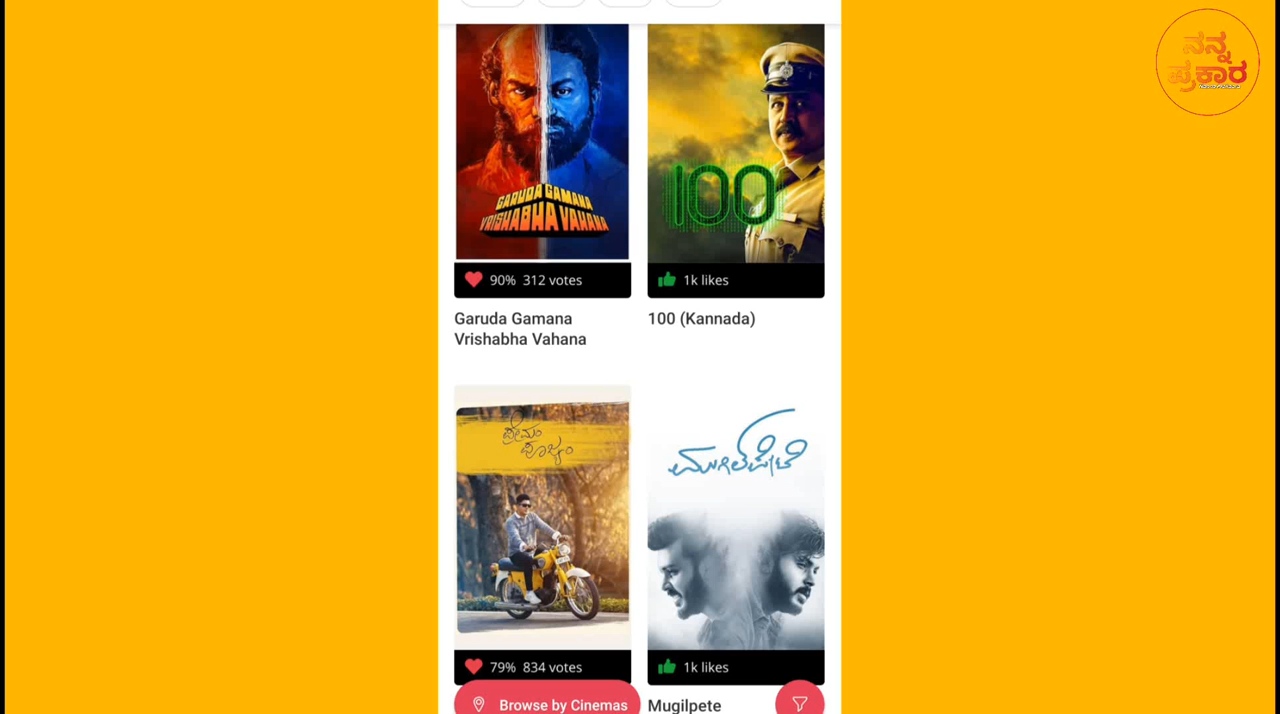 ನನ್ನ
ಪ್ರಕಾರ
GARUDA GAMANA
VRISHABHA VAHANA
100
90% 312 votes
1k likes
Garuda Gamana
Vrishabha Vahana
100 (Kannada)
ಪ್ರೇಮಂ
ಪೂಜ್ಯಂ
ಮುಗಿಲ್‌ಪೇಟೆ
79% 834 votes
1k likes
Browse by Cinemas
Mugilpete